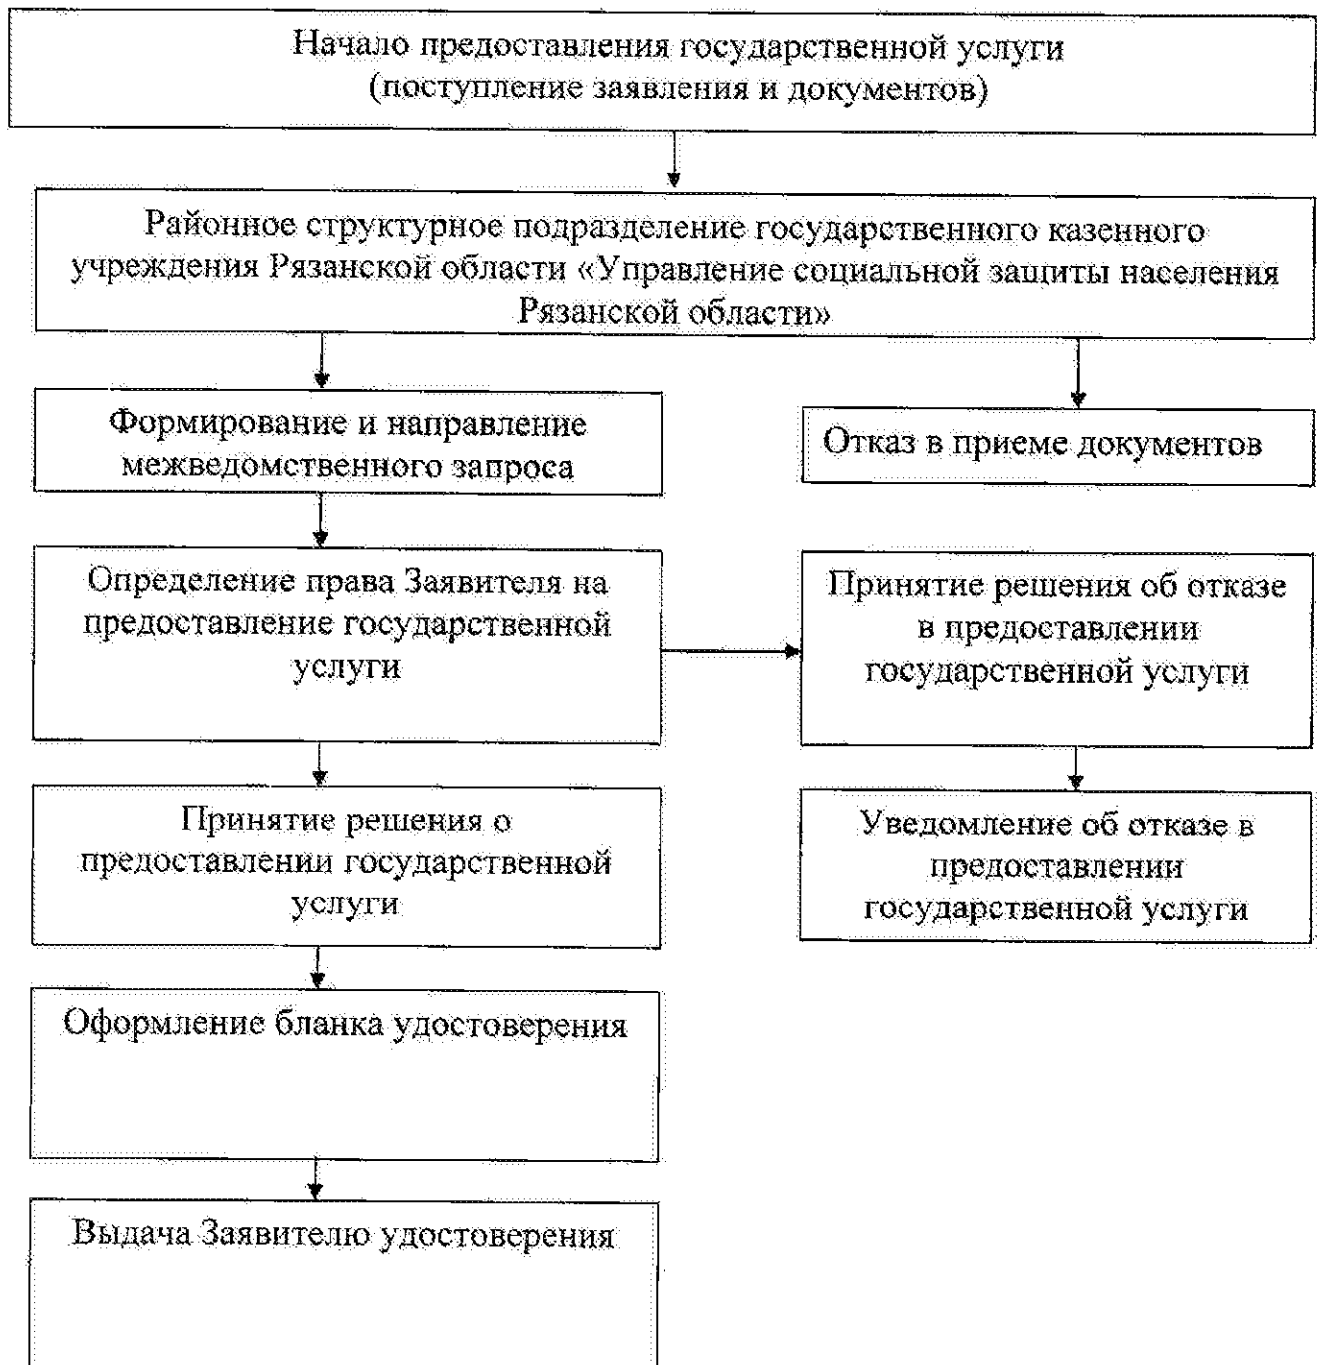 Начало предоставления государственной услуги
(поступление заявления и документов)
Районное структурное подразделение государственного казенного
учреждения Рязанской области «Управление социальной защиты населения
Рязанской области»
Формирование и направление
межведомственного запроса
Отказ в приеме документов
Определение права Заявителя на
предоставление государственной
услуги
Принятие решения об отказе
в предоставлении
государственной услуги
Принятие решения о
предоставлении государственной
услуги
Уведомление об отказе в
предоставлении
государственной услуги
Оформление бланка удостоверения
Выдача Заявителю удостоверения